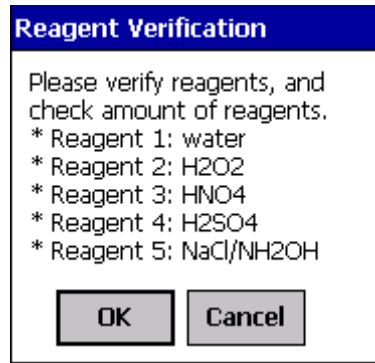 Reagent Verification
Please verify reagents, and
check amount of reagents.
* Reagent 1: water
* Reagent 2: H2O2
* Reagent 3: HNO4
* Reagent 4: H2SO4
* Reagent 5: NaCl/NH2OH
OK Cancel